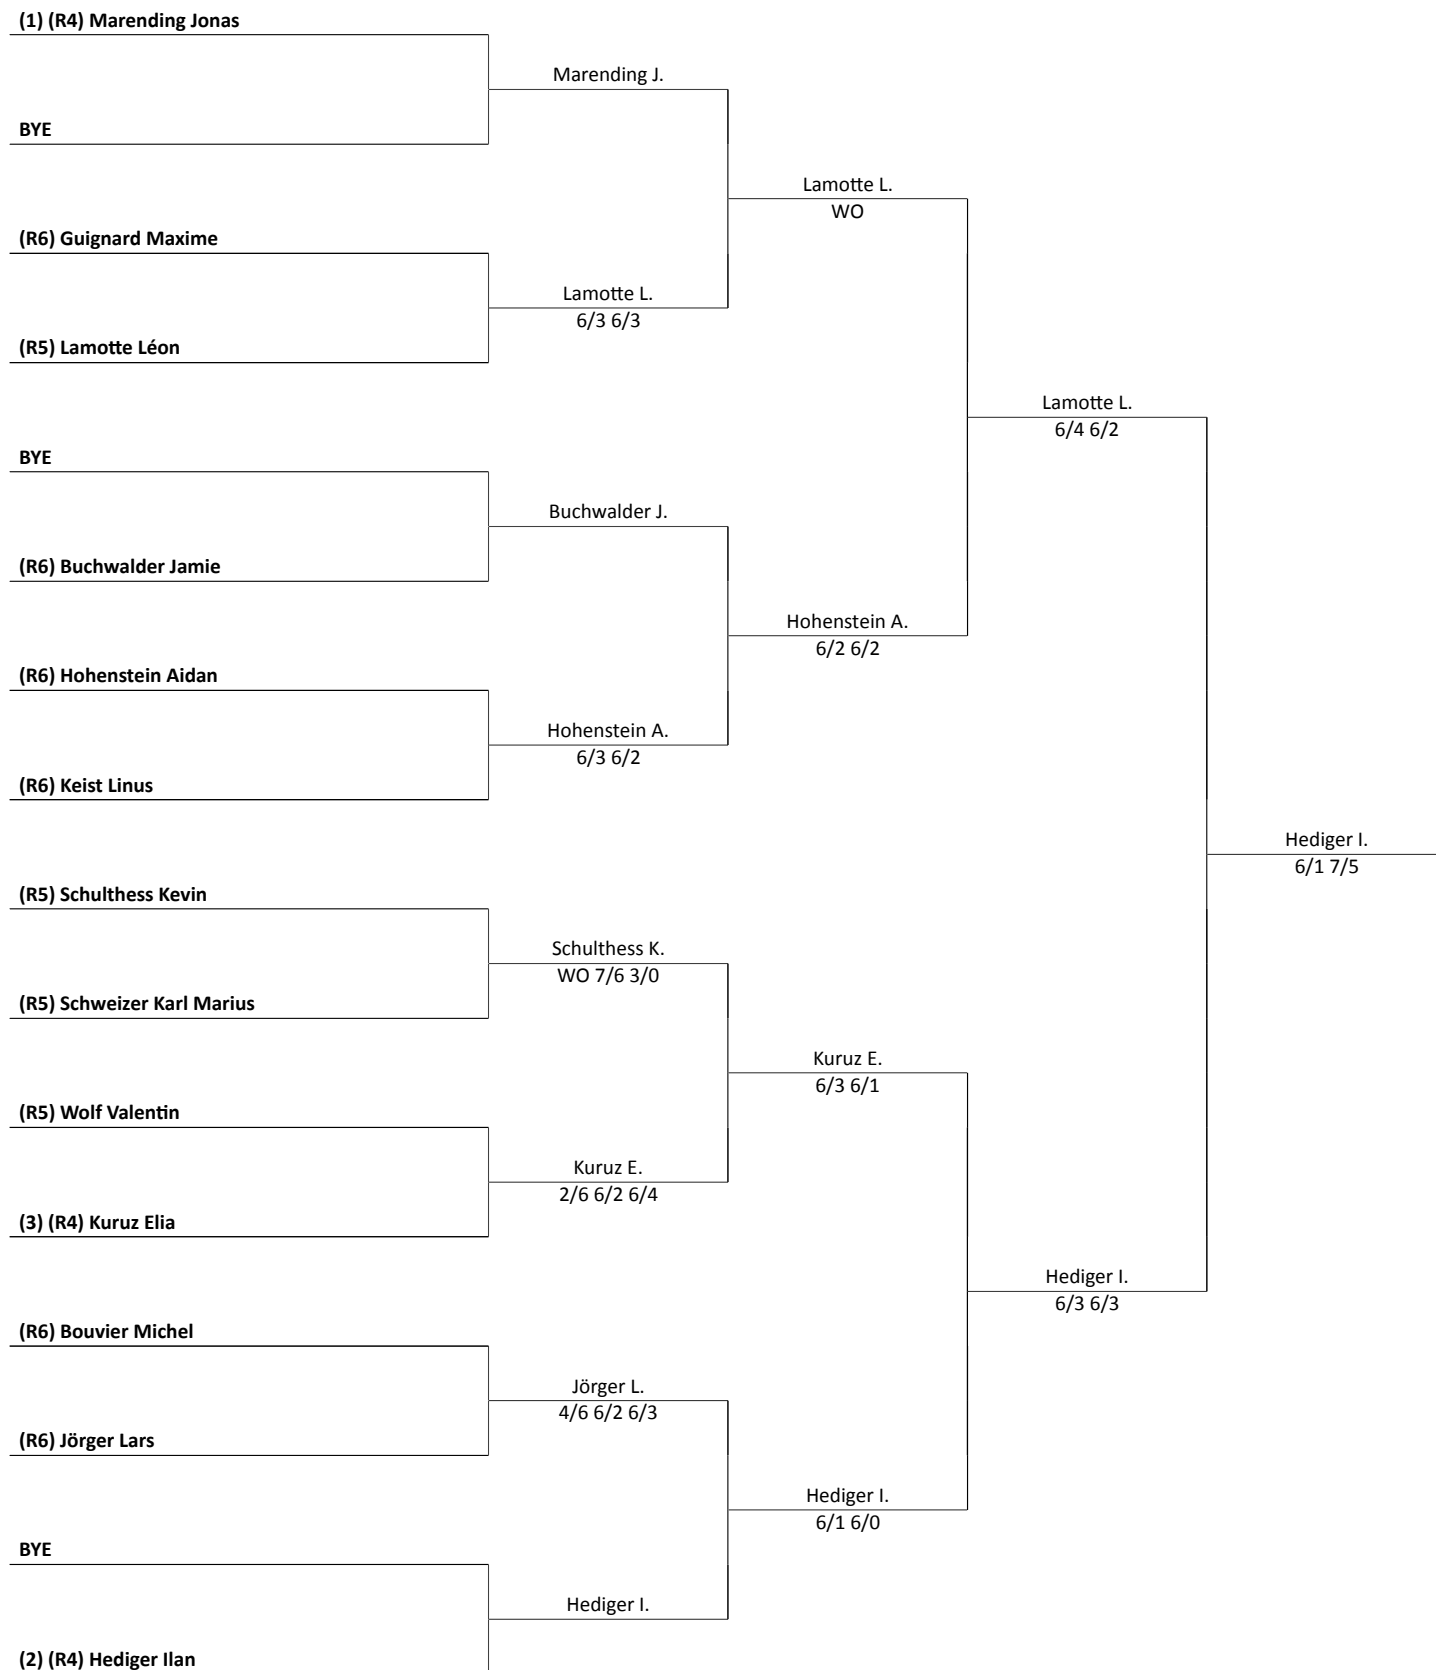 (1) (R4) Marending Jonas
Marending J.
BYE
Lamotte L.
WO
(R6) Guignard Maxime
Lamotte L.
6/3 6/3
(R5) Lamotte Léon
Lamotte L.
6/4 6/2
BYE
Buchwalder J.
(R6) Buchwalder Jamie
Hohenstein A.
6/2 6/2
(R6) Hohenstein Aidan
Hohenstein A.
6/3 6/2
(R6) Keist Linus
Hediger I.
6/1 7/5
(R5) Schulthess Kevin
Schulthess K.
WO 7/6 3/0
(R5) Schweizer Karl Marius
Kuruz E.
6/3 6/1
(R5) Wolf Valentin
Kuruz E.
2/6 6/2 6/4
(3) (R4) Kuruz Elia
Hediger I.
6/3 6/3
(R6) Bouvier Michel
Jörger L.
4/6 6/2 6/3
(R6) Jörger Lars
Hediger I.
6/1 6/0
BYE
Hediger I.
(2) (R4) Hediger Ilan